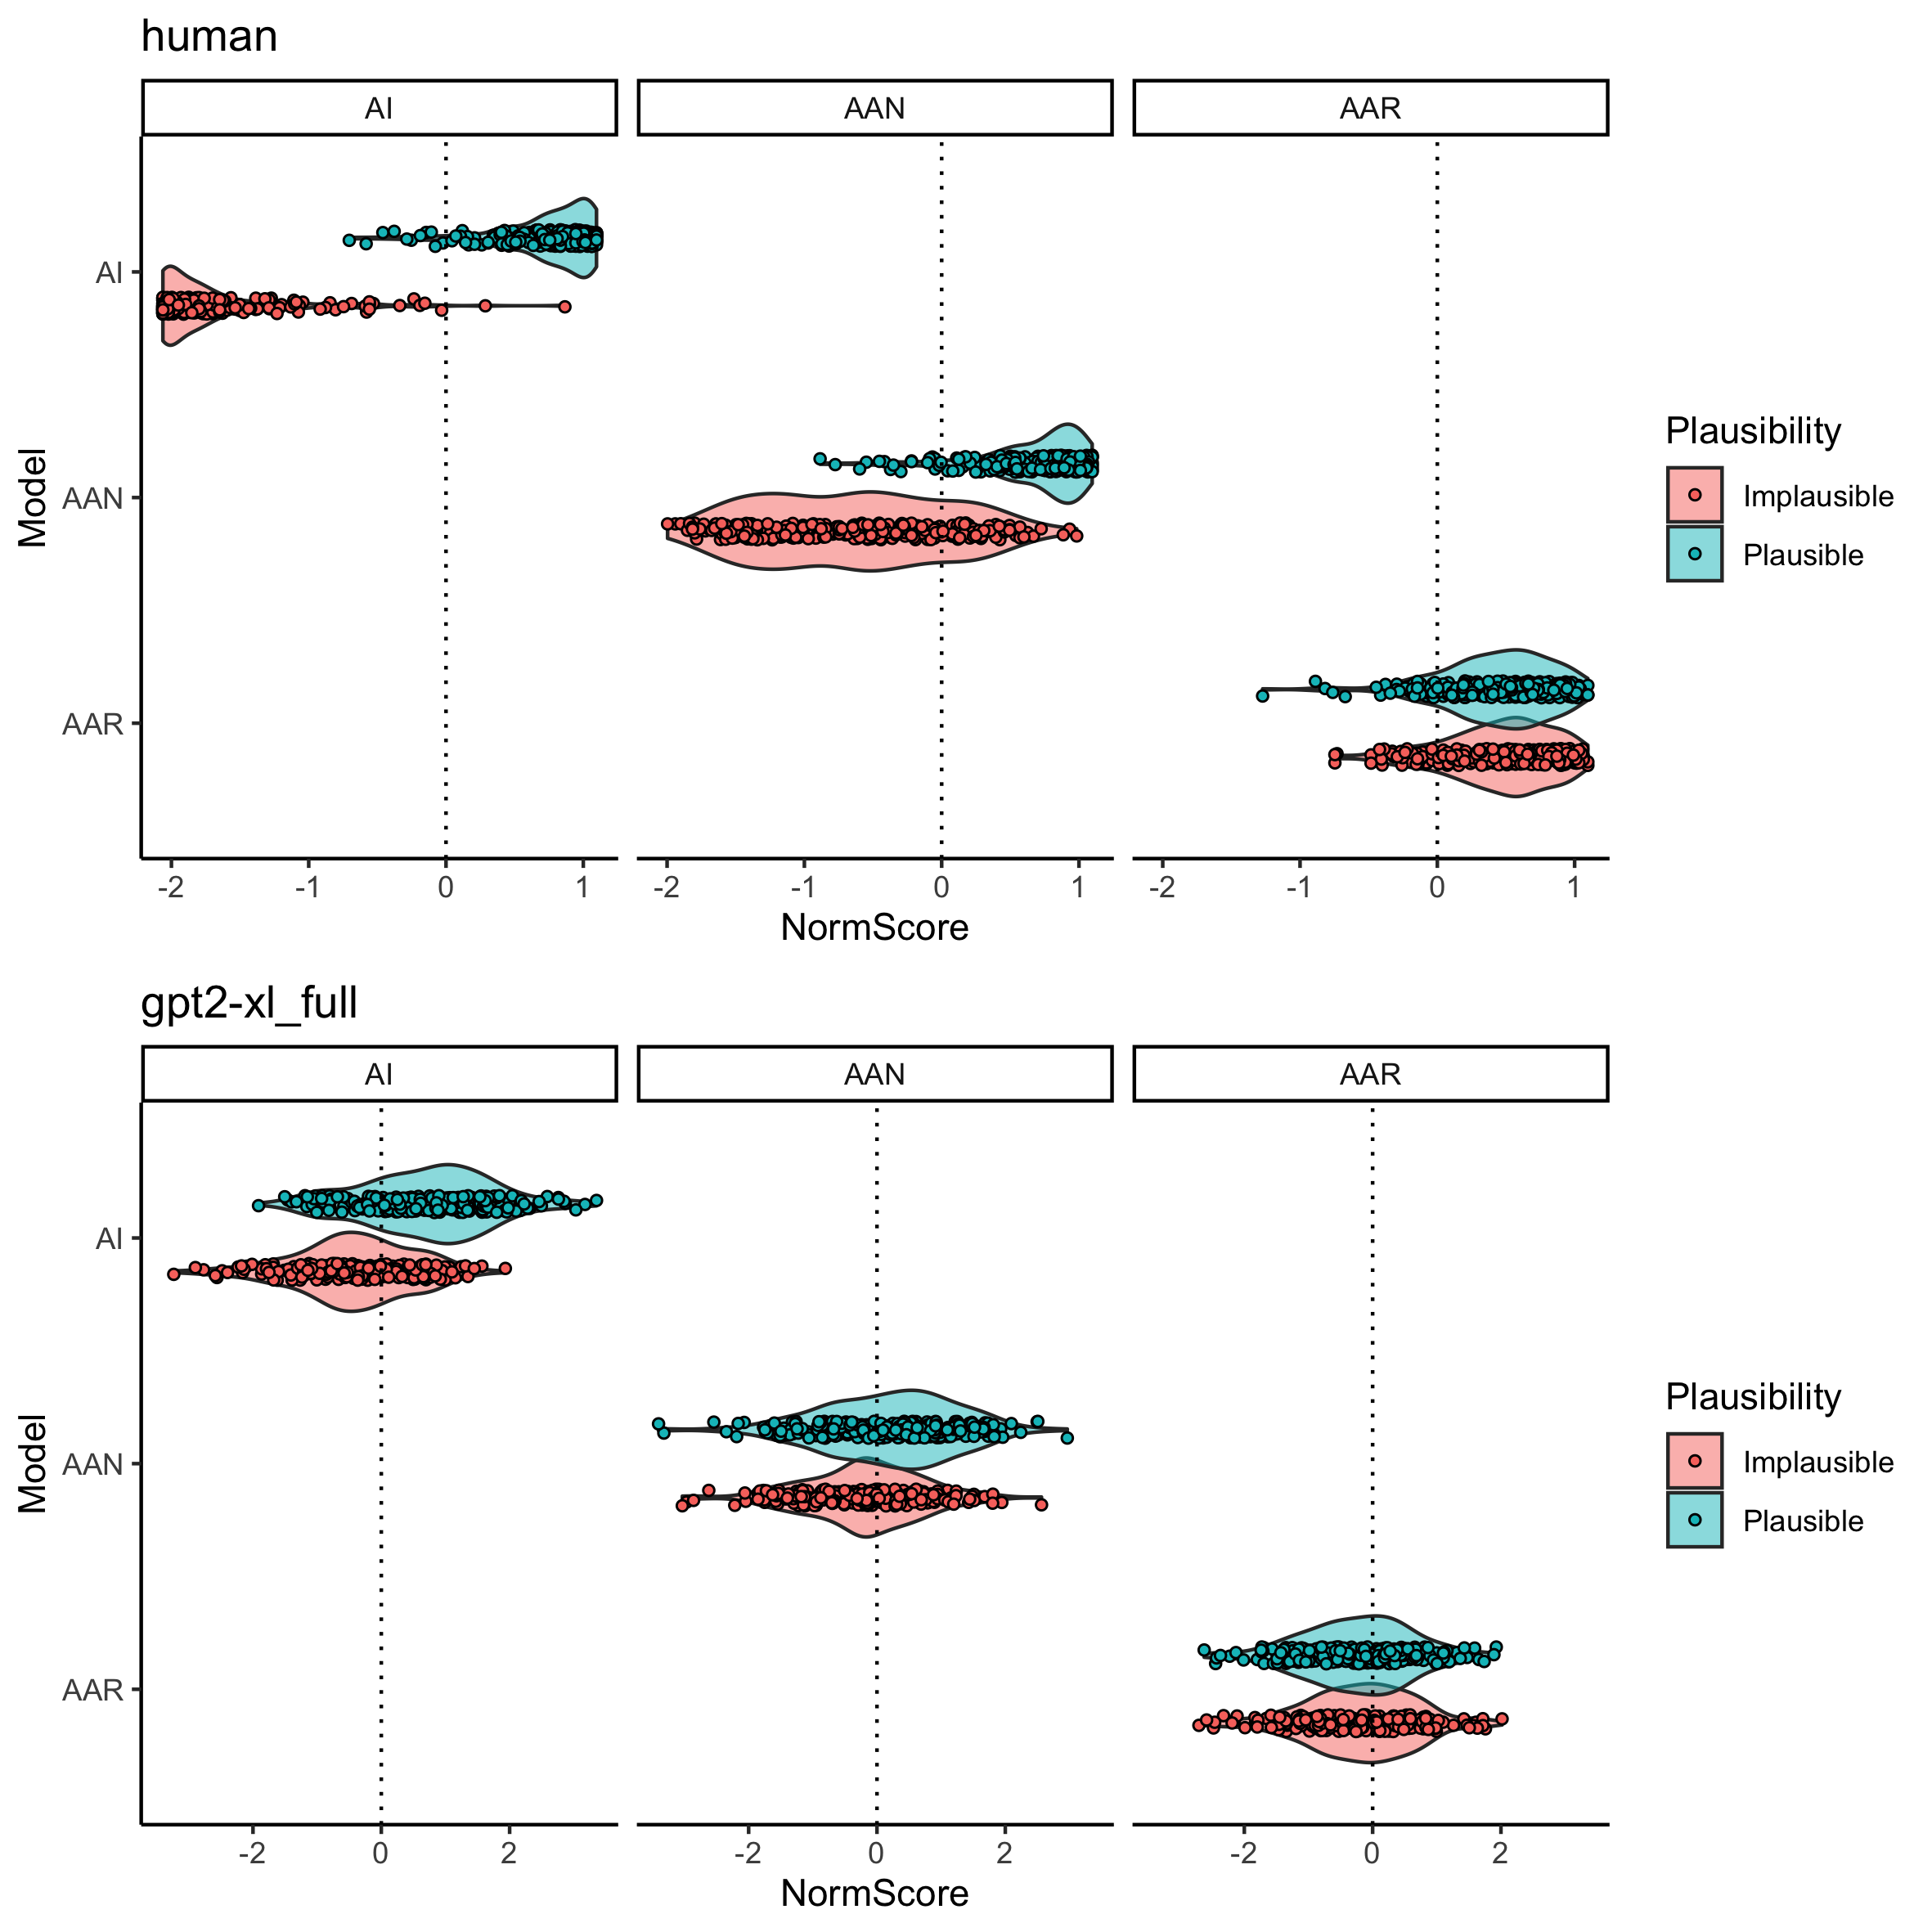 human
AI AAN AAR
AI
AAN
AAR
Model
-2 -1 0 1 -2 -1 0 1 -2 -1 0 1
NormScore
Plausibility
Implausible
Plausible
gpt2-xl_full
AI AAN AAR
AI
AAN
AAR
Model
-2 0 2 -2 0 2 -2 0 2
NormScore
Plausibility
Implausible
Plausible